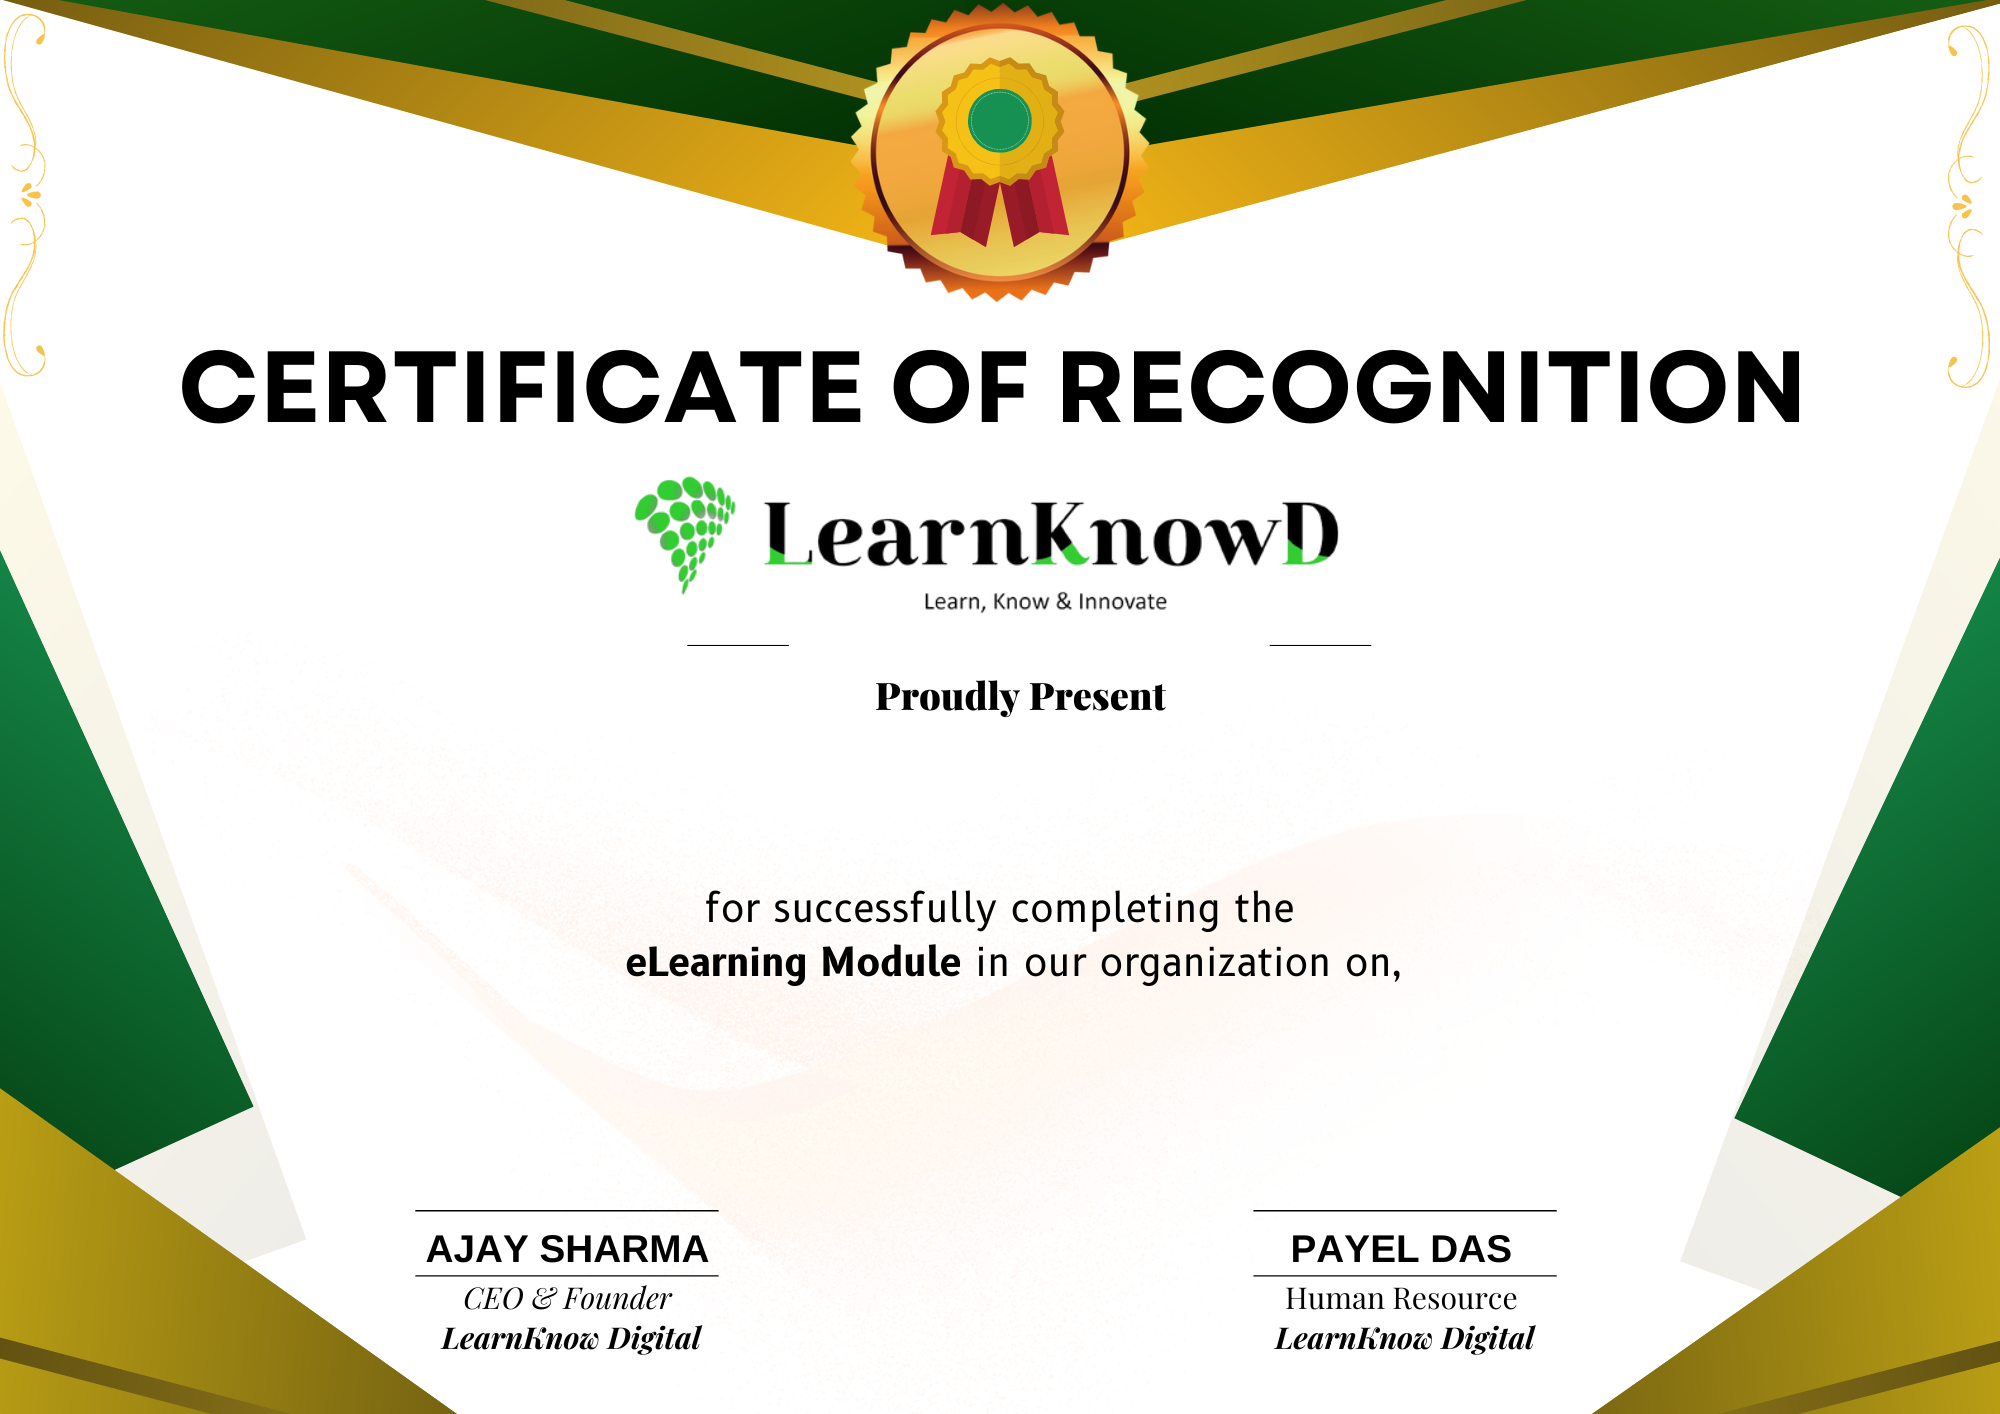 CERTIFICATE OF RECOGNITION
LearnKnowD
Learn, Know & Innovate
Proudly Present
for successfully completing the
eLearning Module in our organization on,
AJAY SHARMA
CEO & Founder
LearnKnow Digital
PAYEL DAS
Human Resource
LearnKnow Digital